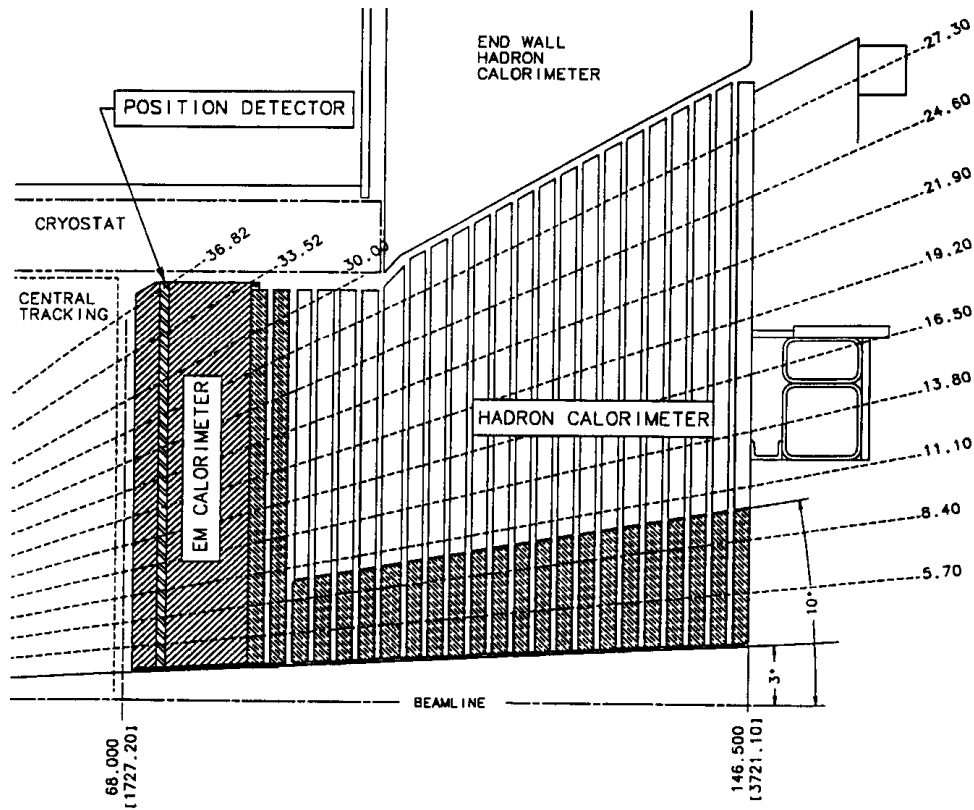 END WALL
HADRON
CALORIMETER
27.30
POSITION DETECTOR
24.60
21.90
CRYOSTAT
36.82
33.52
30.00
19.20
CENTRAL
TRACKING
16.50
13.80
EM CALORIMETER
HADRON CALORIMETER
11.10
8.40
5.70
10°
3°
BEAMLINE
68.000
[1727.20]
146.500
[3721.10]